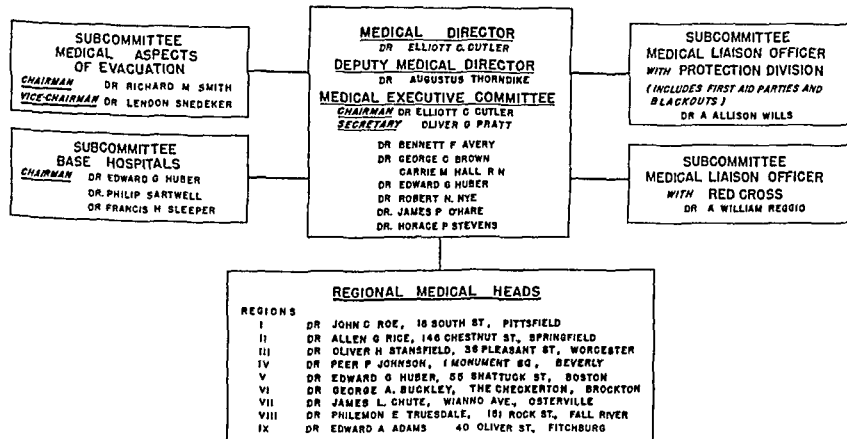 SUBCOMMITTEE
MEDICAL ASPECTS
OF EVACUATION
CHAIRMAN DR RICHARD M SMITH
VICE-CHAIRMAN DR LENDON SNEDEKER
SUBCOMMITTEE
BASE HOSPITALS
CHAIRMAN DR EDWARD G HUBER
DR. PHILIP SARTWELL
DR FRANCIS H SLEEPER
MEDICAL DIRECTOR
DR ELLIOTT C. CUTLER
DEPUTY MEDICAL DIRECTOR
DR AUGUSTUS THORNDIKE
MEDICAL EXECUTIVE COMMITTEE
CHAIRMAN DR ELLIOTT C CUTLER
SECRETARY OLIVER G PRATT
DR BENNETT F AVERY
DR GEORGE C BROWN
CARRIE M HALL R N
DR EDWARD G HUBER
DR ROBERT N. NYE
DR. JAMES P O'HARE
DR. HORACE P STEVENS
SUBCOMMITTEE
MEDICAL LIAISON OFFICER
WITH PROTECTION DIVISION
(INCLUDES FIRST AID PARTIES AND
BLACKOUTS)
DR A ALLISON WILLS
SUBCOMMITTEE
MEDICAL LIAISON OFFICER
WITH RED CROSS
DR A WILLIAM REGGIO
REGIONAL MEDICAL HEADS
REGIONS
I DR JOHN C ROE, 18 SOUTH ST, PITTSFIELD
II DR ALLEN G RICE, 146 CHESTNUT ST., SPRINGFIELD
III DR OLIVER H STANSFIELD, 36 PLEASANT ST, WORCESTER
IV DR PEER P JOHNSON, 1 MONUMENT SQ, BEVERLY
V DR EDWARD G HUBER, 55 SHATTUCK ST, BOSTON
VI DR GEORGE A. BUCKLEY, THE CHECKERTON, BROCKTON
VII DR JAMES L. CHUTE, WIANNO AVE., OSTERVILLE
VIII DR PHILEMON E TRUESDALE, 151 ROCK ST., FALL RIVER
IX DR EDWARD A ADAMS 40 OLIVER ST, FITCHBURG